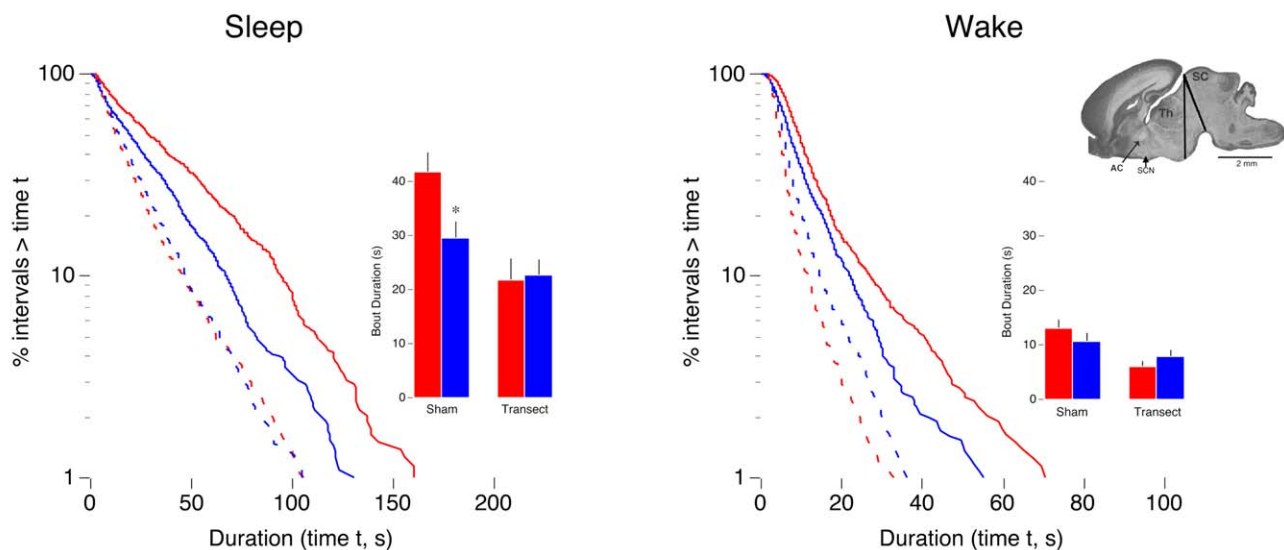 Sleep
% intervals > time t
100
10
1
0
50
100
150
200
Duration (time t, s)
Bout Duration (s)
40
30
20
10
0
*
Sham
Transect
Wake
% intervals > time t
100
10
1
0
20
40
60
80
100
Duration (time t, s)
Bout Duration (s)
40
30
20
10
0
Sham
Transect
SC
Th
AC
SCN
2 mm